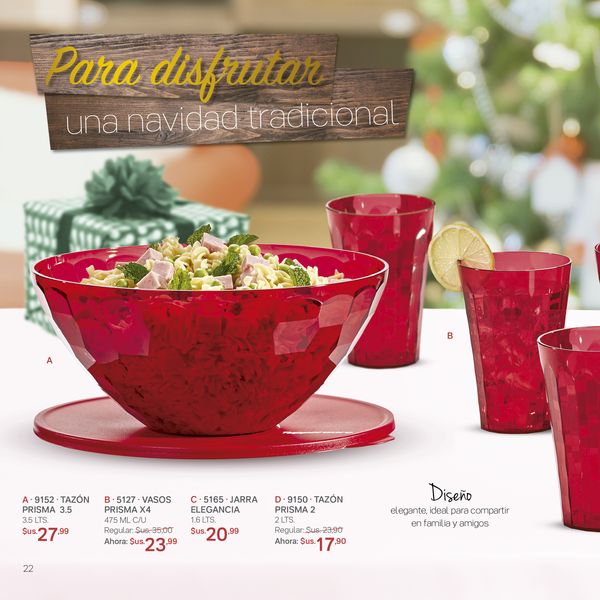 Para disfrutar
una navidad tradicional
A
B
A · 9152 · TAZÓN
PRISMA 3.5
3.5 LTS.
$us.27,99
B · 5127 · VASOS
PRISMA X4
475 ML C/U
Regular: $us. 35,00
Ahora: $us.23,99
C · 5165 · JARRA
ELEGANCIA
1.6 LTS.
$us.20,99
D · 9150 · TAZÓN
PRISMA 2
2 LTS.
Regular: $us. 23,90
Ahora: $us.17,90
Diseño
elegante, ideal para compartir
en familia y amigos
22